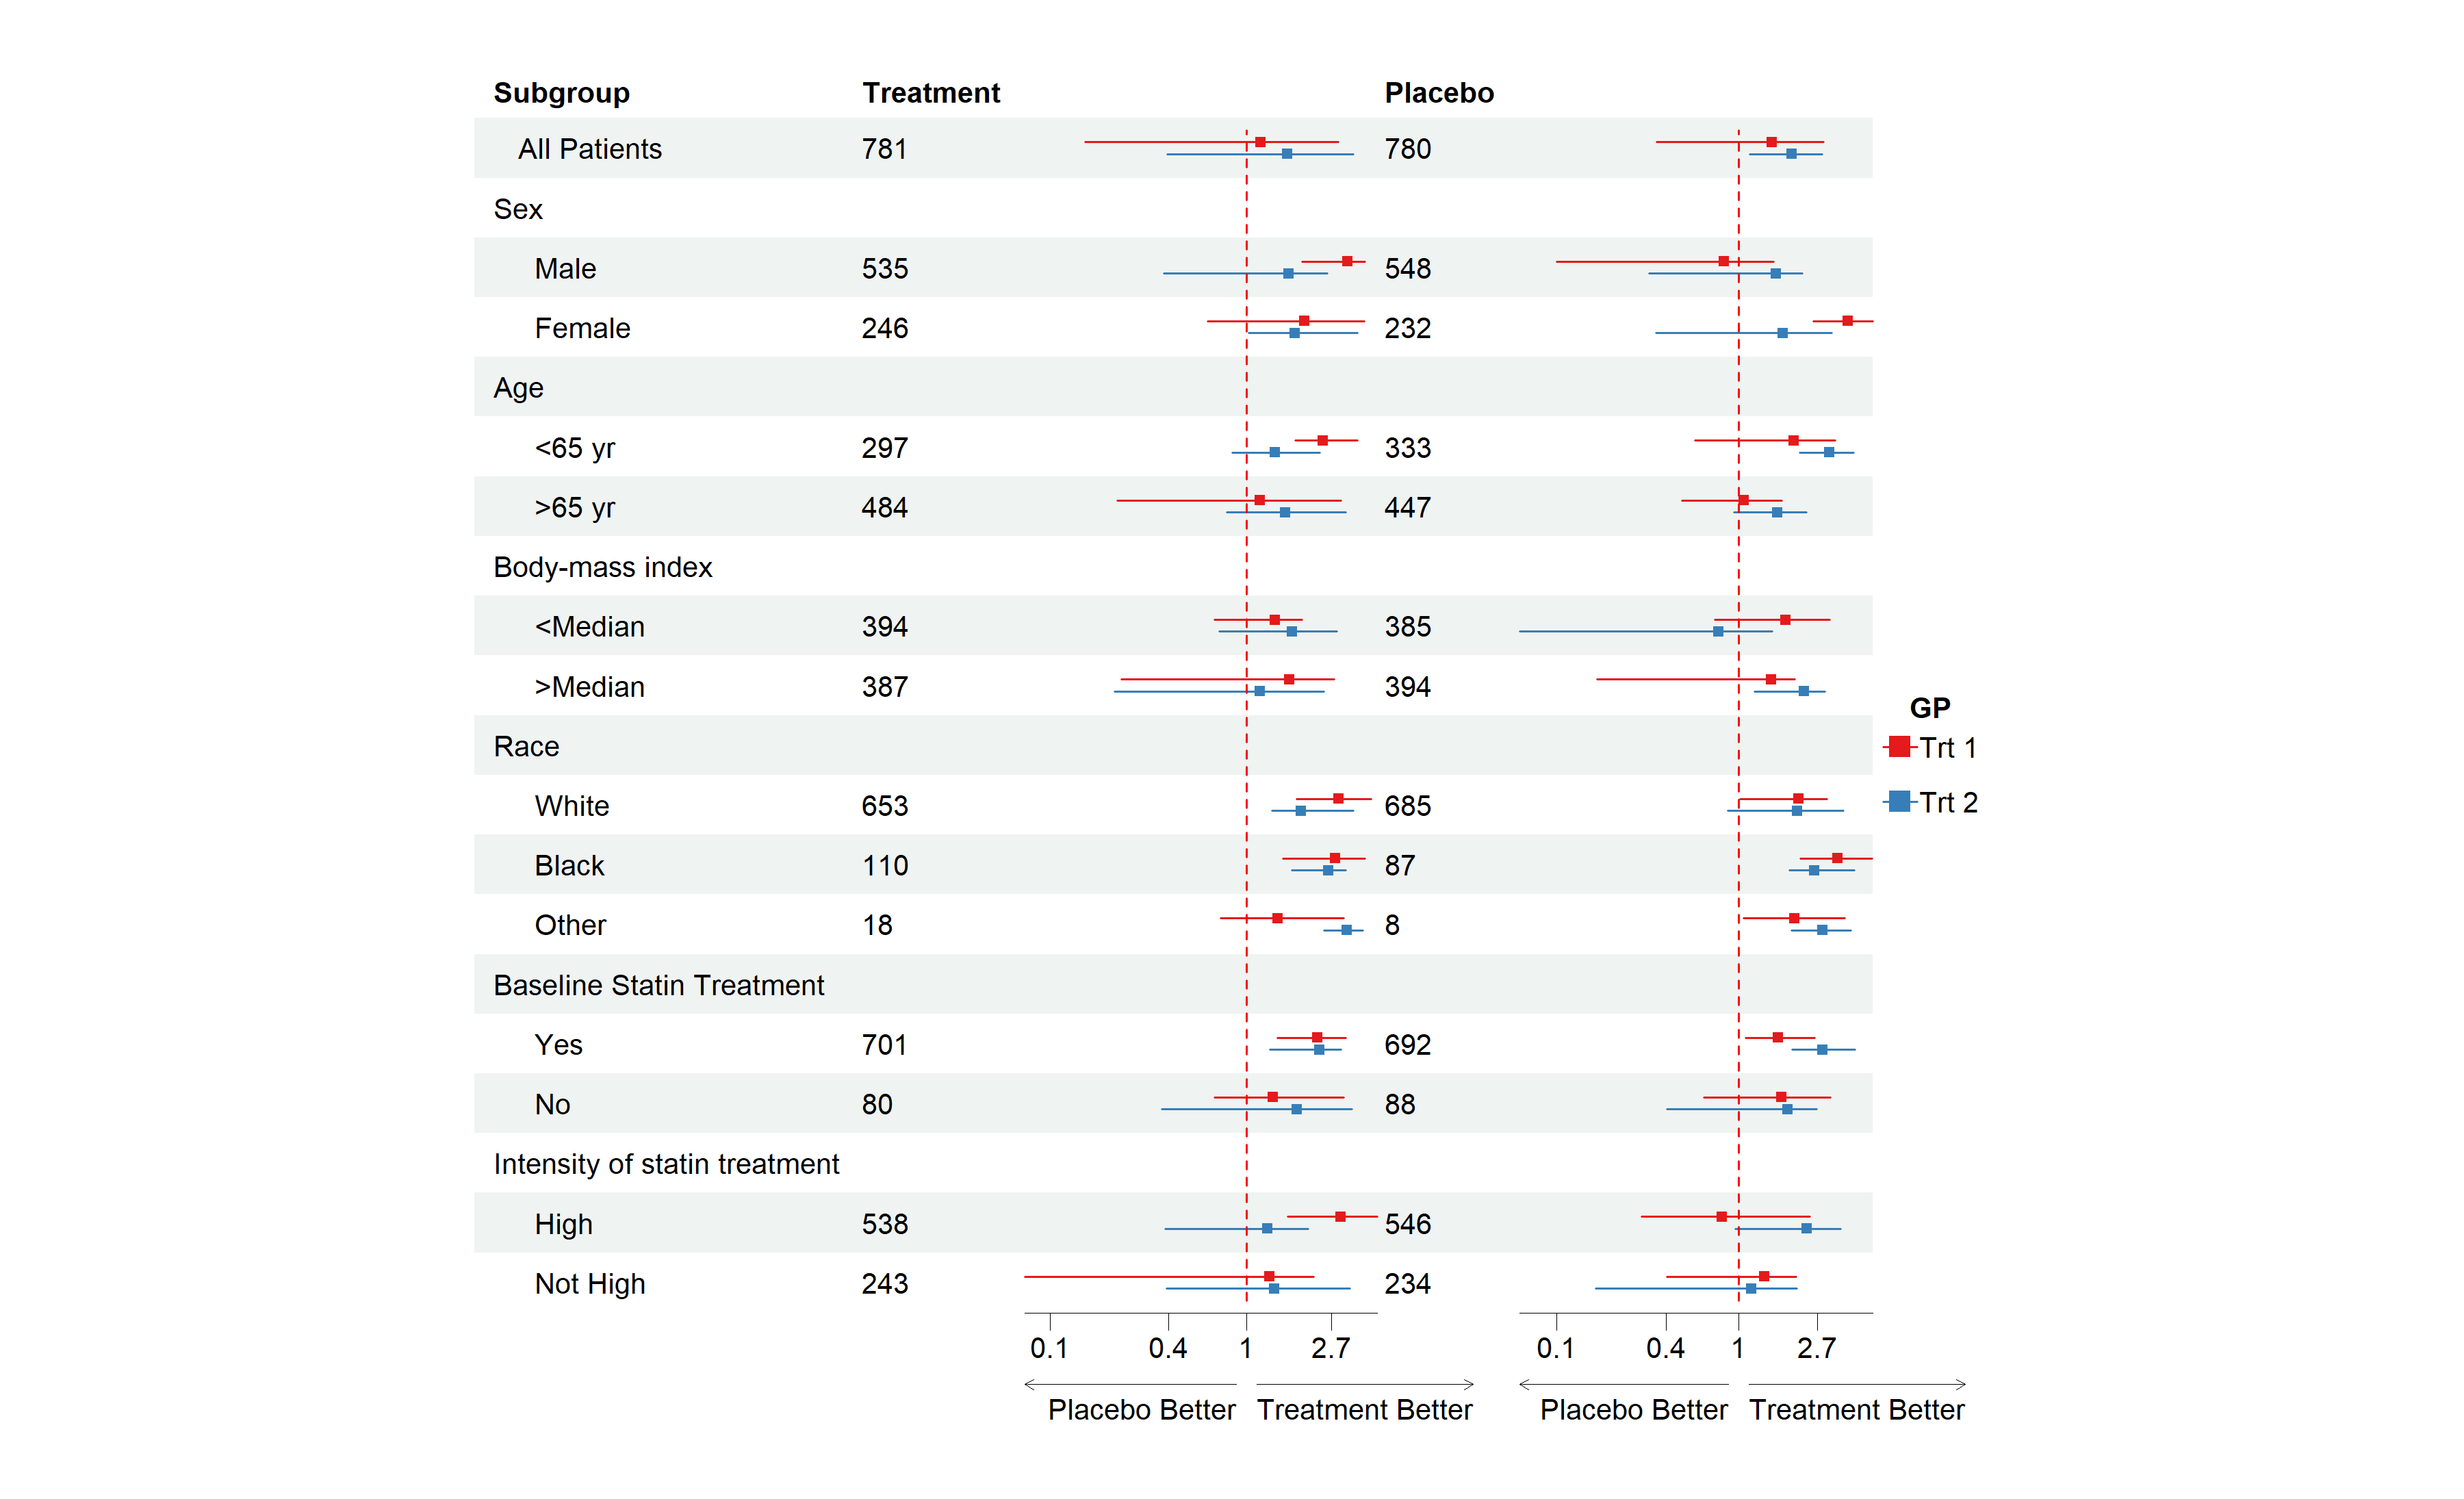 Subgroup Treatment Placebo
All Patients 781 780
Sex
Male 535 548
Female 246 232
Age
<65 yr 297 333
>65 yr 484 447
Body-mass index
<Median 394 385
>Median 387 394
Race
White 653 685
Black 110 87
Other 18 8
Baseline Statin Treatment
Yes 701 692
No 80 88
Intensity of statin treatment
High 538 546
Not High 243 234
0.1 0.4 1 2.7 0.1 0.4 1 2.7
Placebo Better Treatment Better Placebo Better Treatment Better
GP
Trt 1
Trt 2